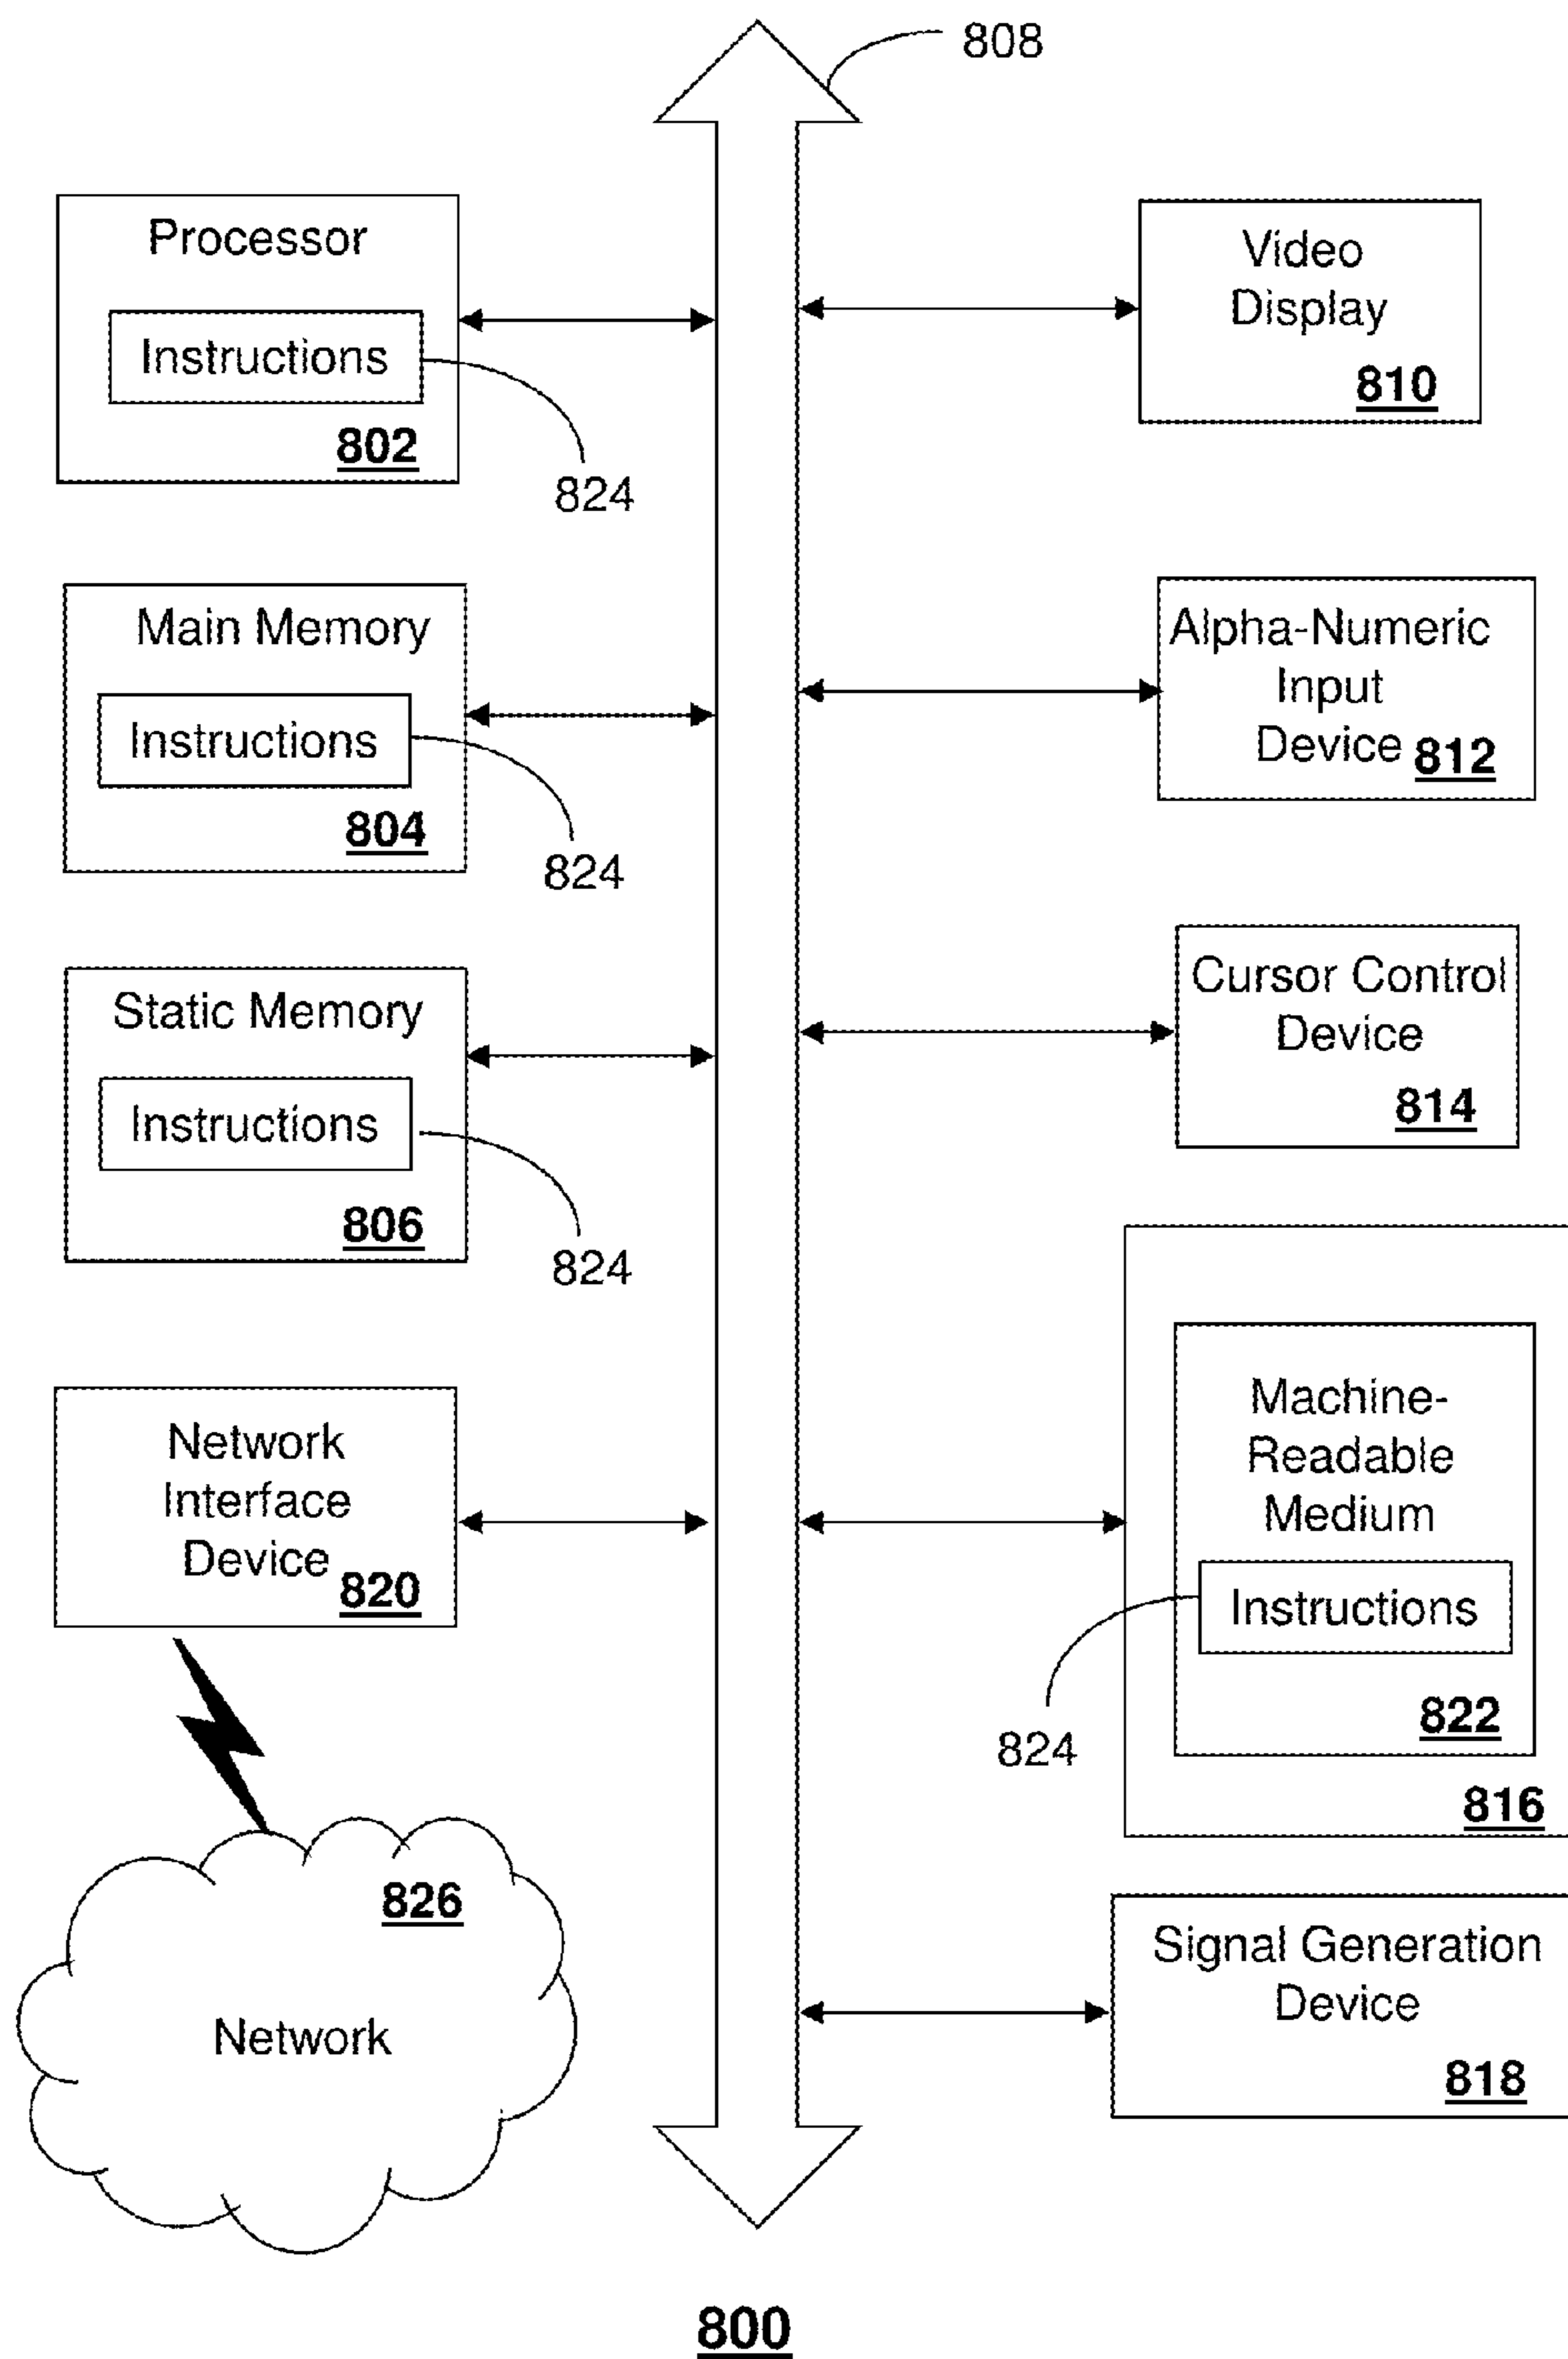 808
Processor
Instructions
802
824
Main Memory
Instructions
804
824
Static Memory
Instructions
806
824
Network
Interface
Device
820
826
Network
Video
Display
810
Alpha-Numeric
Input
Device
812
Cursor Control
Device
814
Machine-
Readable
Medium
Instructions
822
824
816
Signal Generation
Device
818
800